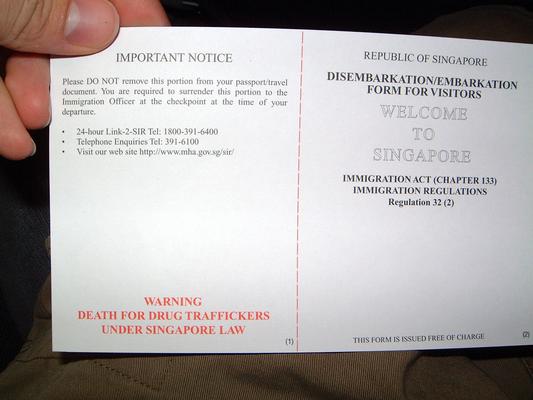 IMPORTANT NOTICE
Please DO NOT remove this portion from your passport/travel
document. You are required to surrender this portion to the
Immigration Officer at the checkpoint at the time of your
departure.
• 24-hour Link-2-SIR Tel: 1800-391-6400
• Telephone Enquiries Tel: 391-6100
• Visit our web site http://www.mha.gov.sg/sir/
WARNING
DEATH FOR DRUG TRAFFICKERS
UNDER SINGAPORE LAW
(1)
REPUBLIC OF SINGAPORE
DISEMBARKATION/EMBARKATION
FORM FOR VISITORS
WELCOME
TO
SINGAPORE
IMMIGRATION ACT (CHAPTER 133)
IMMIGRATION REGULATIONS
Regulation 32 (2)
THIS FORM IS ISSUED FREE OF CHARGE
(2)